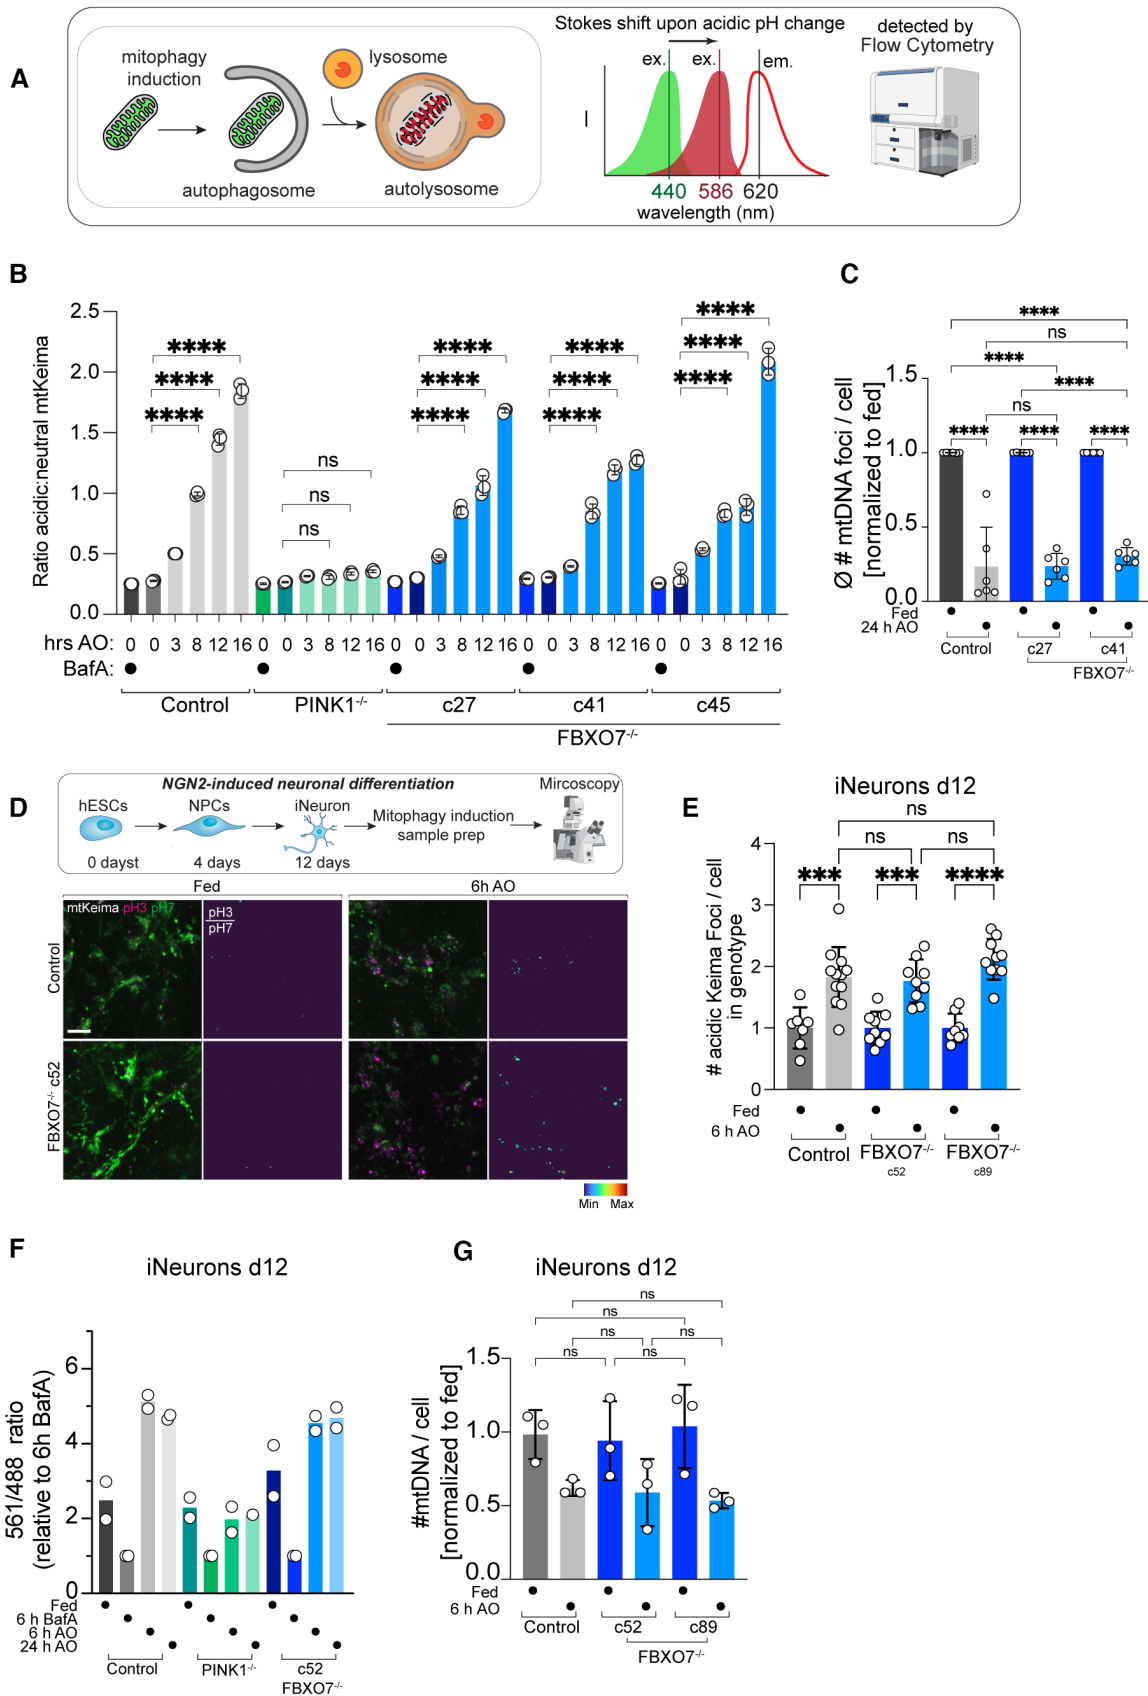 A
mitophagy
induction
lysosome
autophagosome
autolysosome
Stokes shift upon acidic pH change
ex.
ex.
em.
I
440 586 620
wavelength (nm)
detected by
Flow Cytometry
B
Ratio acidic:neutral mtKeima
2.5
2.0
1.5
1.0
0.5
0.0
****
****
****
ns
ns
ns
****
****
****
****
****
****
****
****
****
hrs AO: 0 0 3 8 12 16 0 0 3 8 12 16 0 0 3 8 12 16 0 0 3 8 12 16 0 0 3 8 12 16
BafA:
Control PINK1-/- c27 c41 c45
FBXO7-/-
C
Ø # mtDNA foci / cell
[normalized to fed]
1.5
1.0
0.5
0.0
****
ns
****
****
ns
**** **** ****
Fed
24 h AO
Control c27 c41
FBXO7-/-
D
NGN2-induced neuronal differentiation
Mircoscopy
hESCs NPCs iNeuron
Mitophagy induction
sample prep
0 dayst 4 days 12 days
Fed 6h AO
mtKeima pH3 pH7
pH3
pH7
Control
FBXO7-/- c52
Min Max
E
iNeurons d12
# acidic Keima Foci / cell
in genotype
4
3
2
1
0
ns
ns ns
*** *** ****
Fed
6 h AO
Control FBXO7-/- FBXO7-/-
c52 c89
F
iNeurons d12
561/488 ratio
(relative to 6h BafA)
6
4
2
0
Fed
6 h BafA
6 h AO
24 h AO
Control PINK1-/- c52
FBXO7-/-
G
iNeurons d12
#mtDNA / cell
[normalized to fed]
1.5
1.0
0.5
0.0
ns
ns
ns ns
ns ns
Fed
6 h AO
Control c52 c89
FBXO7-/-